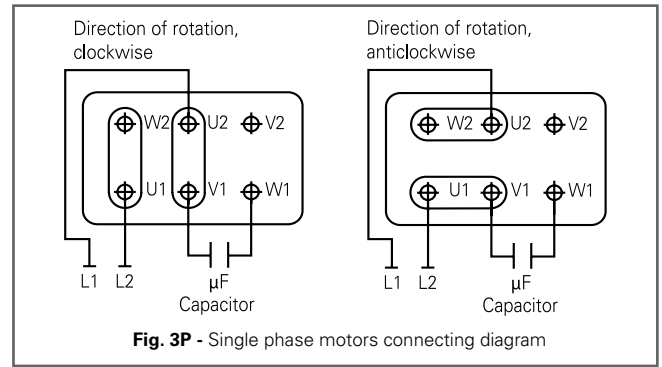 Direction of rotation,
clockwise
W2 U2 V2
U1 V1 W1
L1 L2
µF
Capacitor
Direction of rotation,
anticlockwise
W2 U2 V2
U1 V1 W1
L1 L2
µF
Capacitor
Fig. 3P - Single phase motors connecting diagram